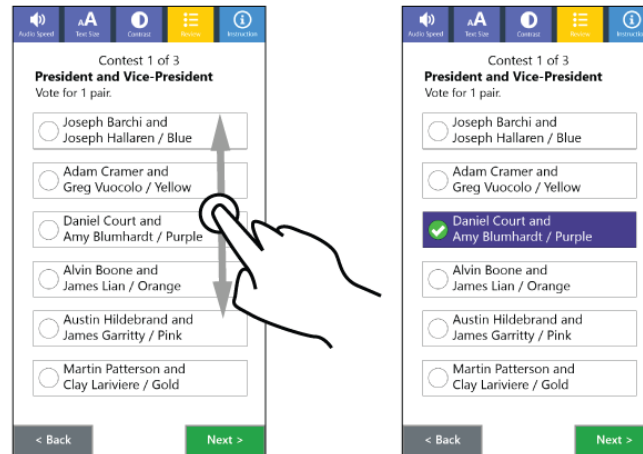 Audio Speed
AA
Text Size
Contrast
Review
Instruction
Contest 1 of 3
President and Vice-President
Vote for 1 pair.
Joseph Barchi and
Joseph Hallaren / Blue
Adam Cramer and
Greg Vuocolo / Yellow
Daniel Court and
Amy Blumhardt / Purple
Alvin Boone and
James Lian / Orange
Austin Hildebrand and
James Garritty / Pink
Martin Patterson and
Clay Lariviere / Gold
< Back
Next >
Audio Speed
AA
Text Size
Contrast
Review
Instruction
Contest 1 of 3
President and Vice-President
Vote for 1 pair.
Joseph Barchi and
Joseph Hallaren / Blue
Adam Cramer and
Greg Vuocolo / Yellow
Daniel Court and
Amy Blumhardt / Purple
Alvin Boone and
James Lian / Orange
Austin Hildebrand and
James Garritty / Pink
Martin Patterson and
Clay Lariviere / Gold
< Back
Next >